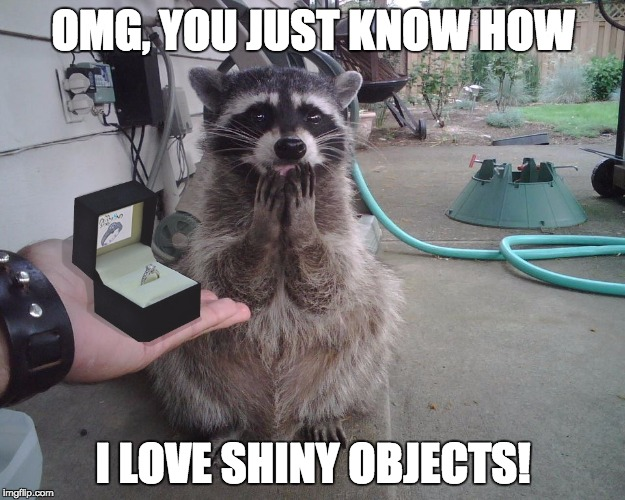 OMG, YOU JUST KNOW HOW
I LOVE SHINY OBJECTS!
imgflip.com